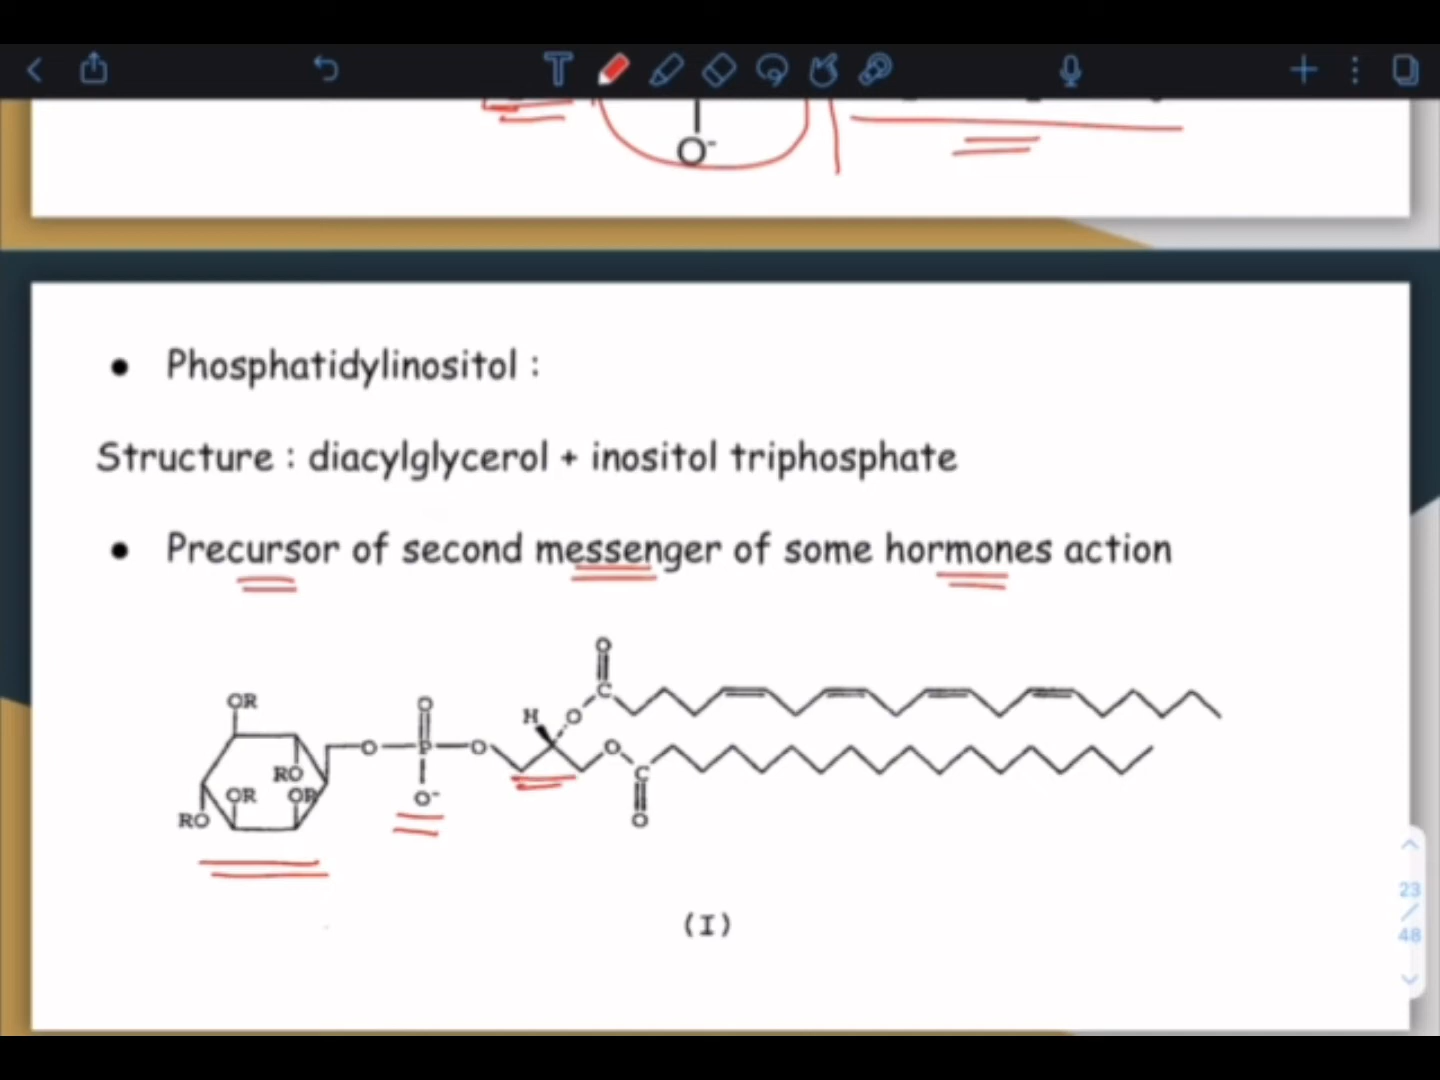 O-
● Phosphatidylinositol :
Structure : diacylglycerol + inositol triphosphate
● Precursor of second messenger of some hormones action
O
C
OR
O
H
O
O
P
O
O
RO
C
OR
OR
O-
RO
O
(I)
23
/
48